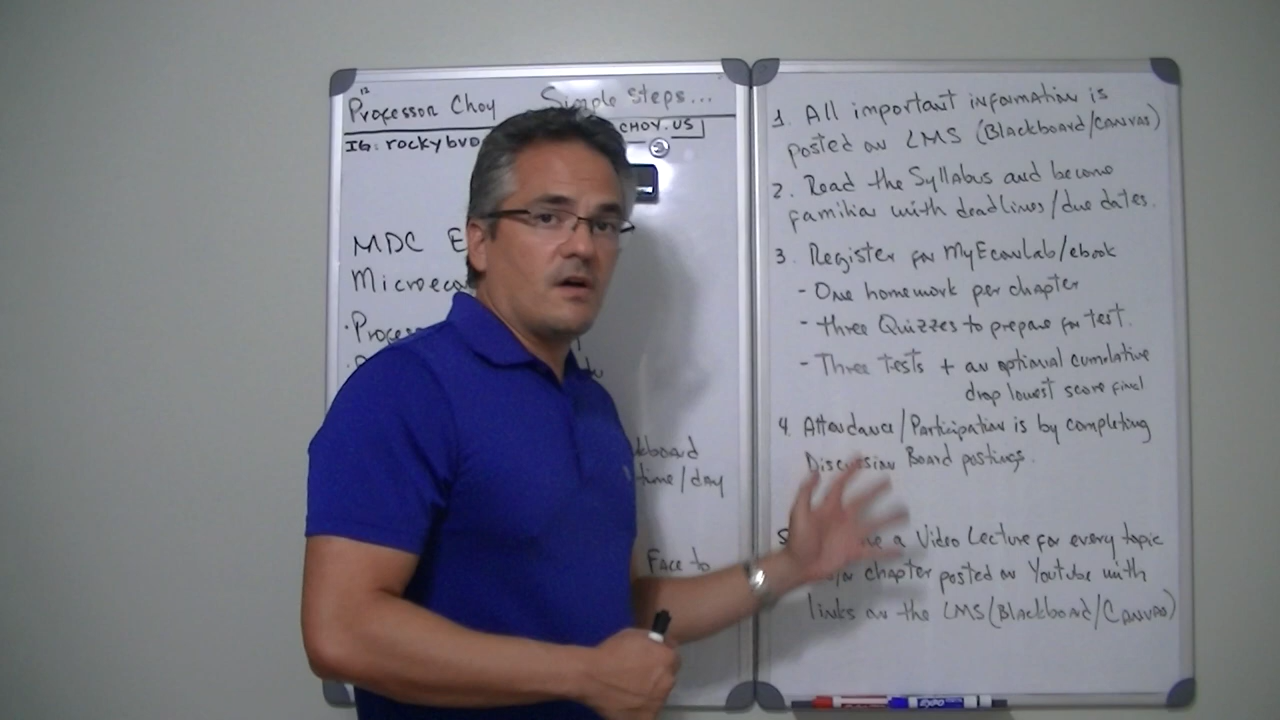 Professor Choy Simple Steps...
IG: rockybvd CHOY.US
MDC E
Microeco
kboard
time/day
FACE to
1. All important information is
posted on LMS (Blackboard/CANVAS)
2. Read the Syllabus and become
familiar with deadlines/due dates.
3. Register for MyEconLab/ebook
- One homework per chapter
- Three Quizzes to prepare for test.
- Three Tests + an optional cumulative
drop lowest score final
4. Attendance/Participation is by completing
Discussion Board postings.
a Video Lecture for every topic
chapter posted on Youtube with
links on the LMS (Blackboard/CANVAS)
EXPO